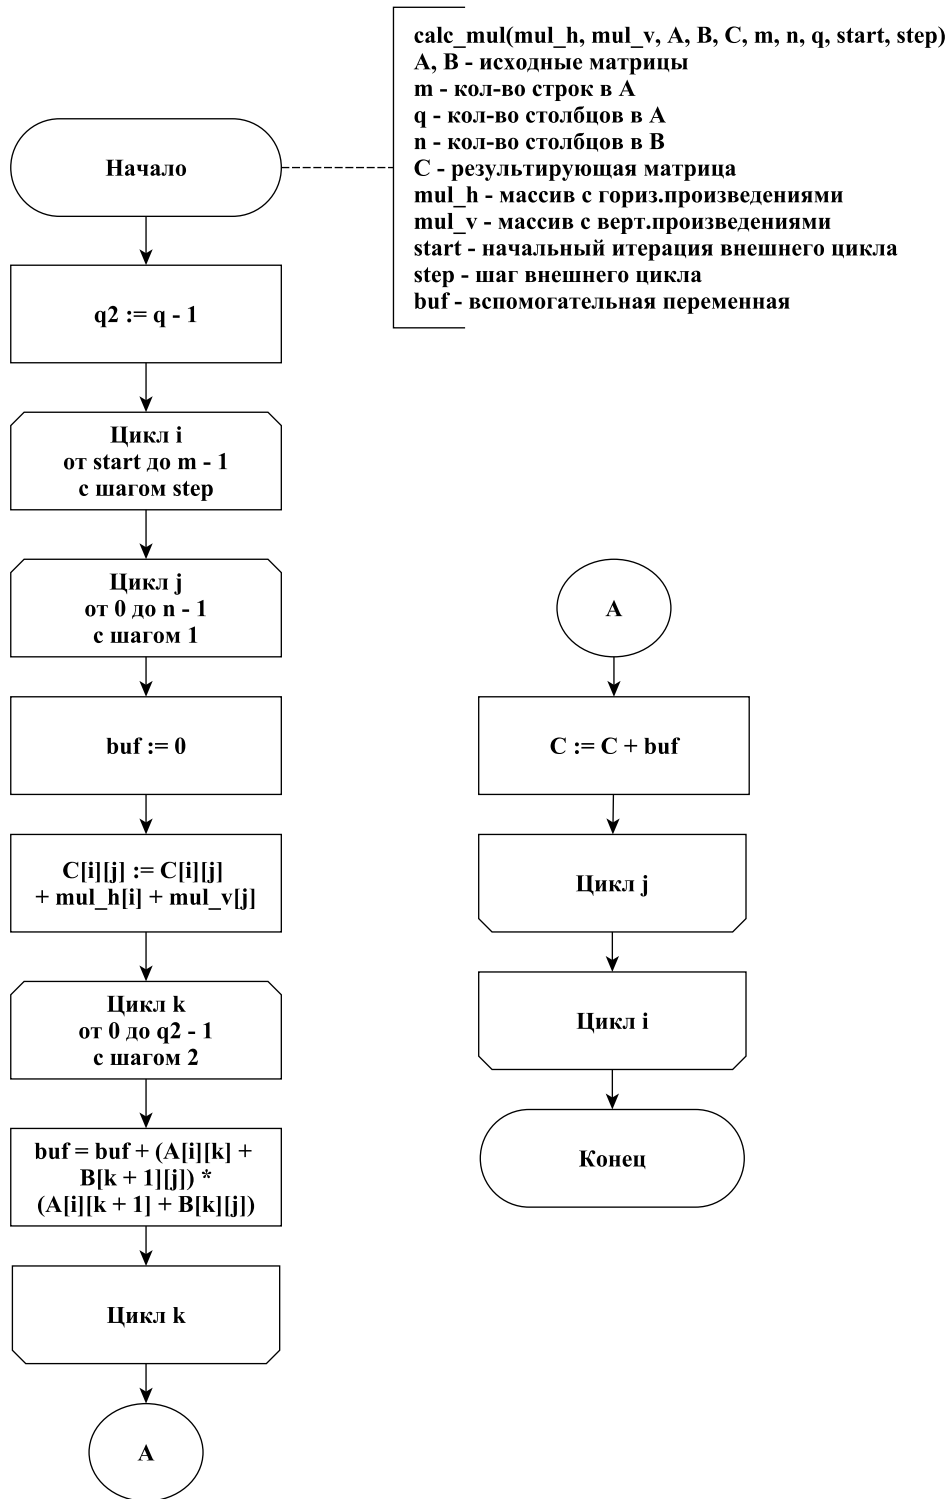 calc_mul(mul_h, mul_v, A, B, C, m, n, q, start, step)
A, B - исходные матрицы
m - кол-во строк в A
q - кол-во столбцов в A
n - кол-во столбцов в B
C - результирующая матрица
mul_h - массив с гориз.произведениями
mul_v - массив с верт.произведениями
start - начальный итерация внешнего цикла
step - шаг внешнего цикла
buf - вспомогательная переменная
Начало
q2 := q - 1
Цикл i
от start до m - 1
с шагом step
Цикл j
от 0 до n - 1
с шагом 1
buf := 0
C[i][j] := C[i][j]
+ mul_h[i] + mul_v[j]
Цикл k
от 0 до q2 - 1
с шагом 2
buf = buf + (A[i][k] +
B[k + 1][j]) *
(A[i][k + 1] + B[k][j])
Цикл k
A
A
C := C + buf
Цикл j
Цикл i
Конец